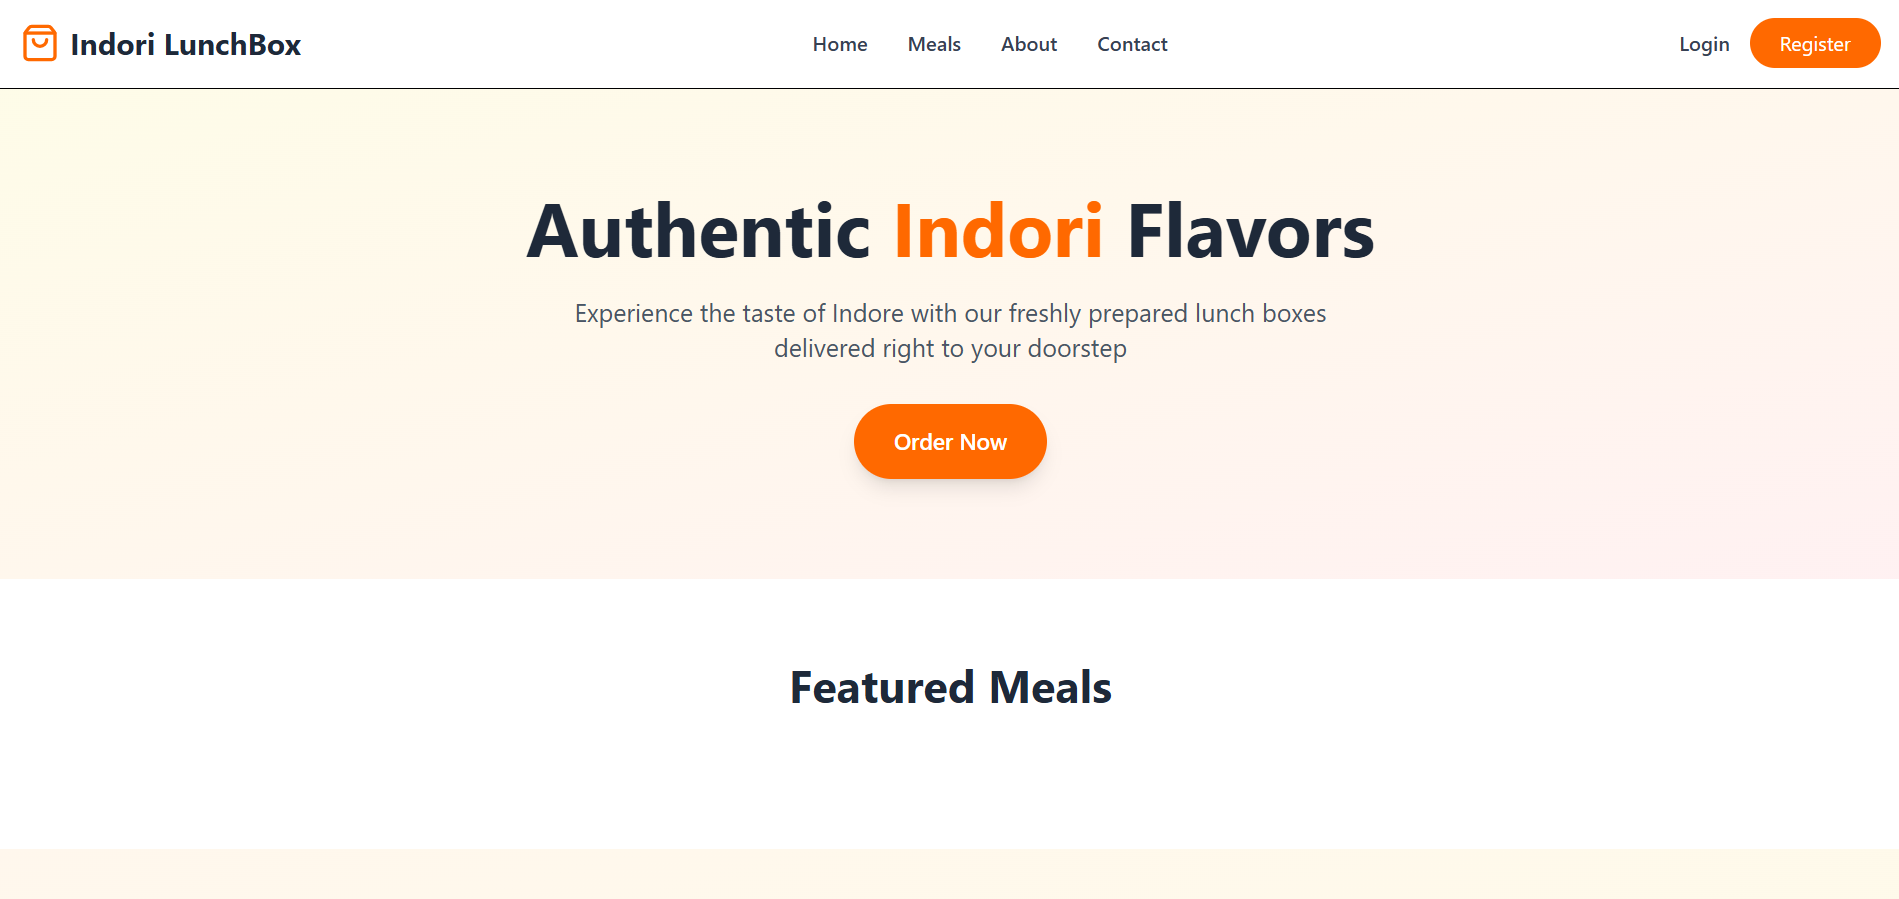 Indori LunchBox
Home
Meals
About
Contact
Login
Register
Authentic Indori Flavors
Experience the taste of Indore with our freshly prepared lunch boxes
delivered right to your doorstep
Order Now
Featured Meals